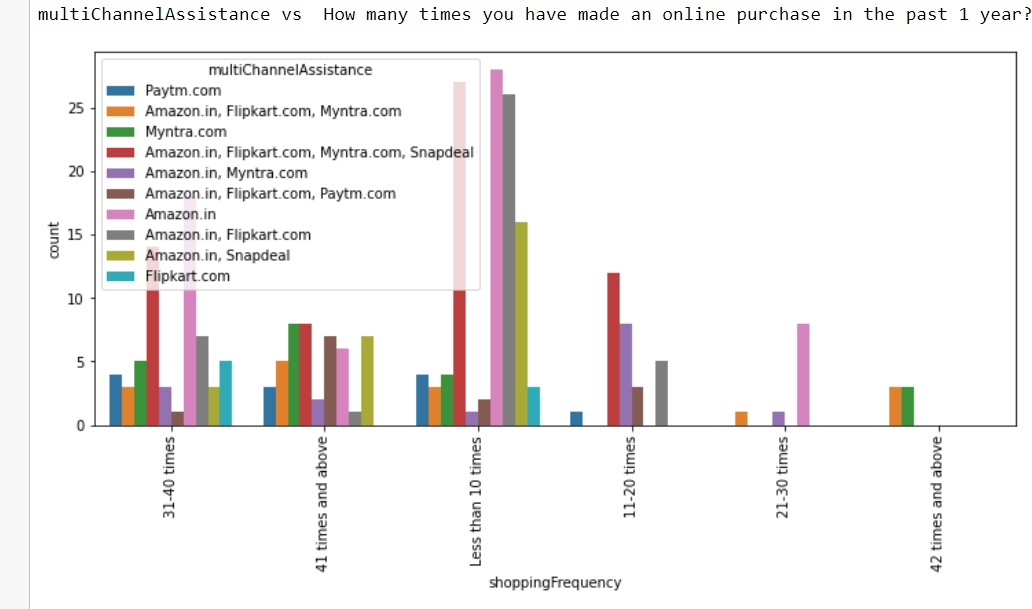 multiChannelAssistance vs  How many times you have made an online purchase in the past 1 year?
multiChannelAssistance
Paytm.com
Amazon.in, Flipkart.com, Myntra.com
Myntra.com
Amazon.in, Flipkart.com, Myntra.com, Snapdeal
Amazon.in, Myntra.com
Amazon.in, Flipkart.com, Paytm.com
Amazon.in
Amazon.in, Flipkart.com
Amazon.in, Snapdeal
Flipkart.com
25
20
15
10
5
0
count
31-40 times
41 times and above
Less than 10 times
11-20 times
21-30 times
42 times and above
shoppingFrequency